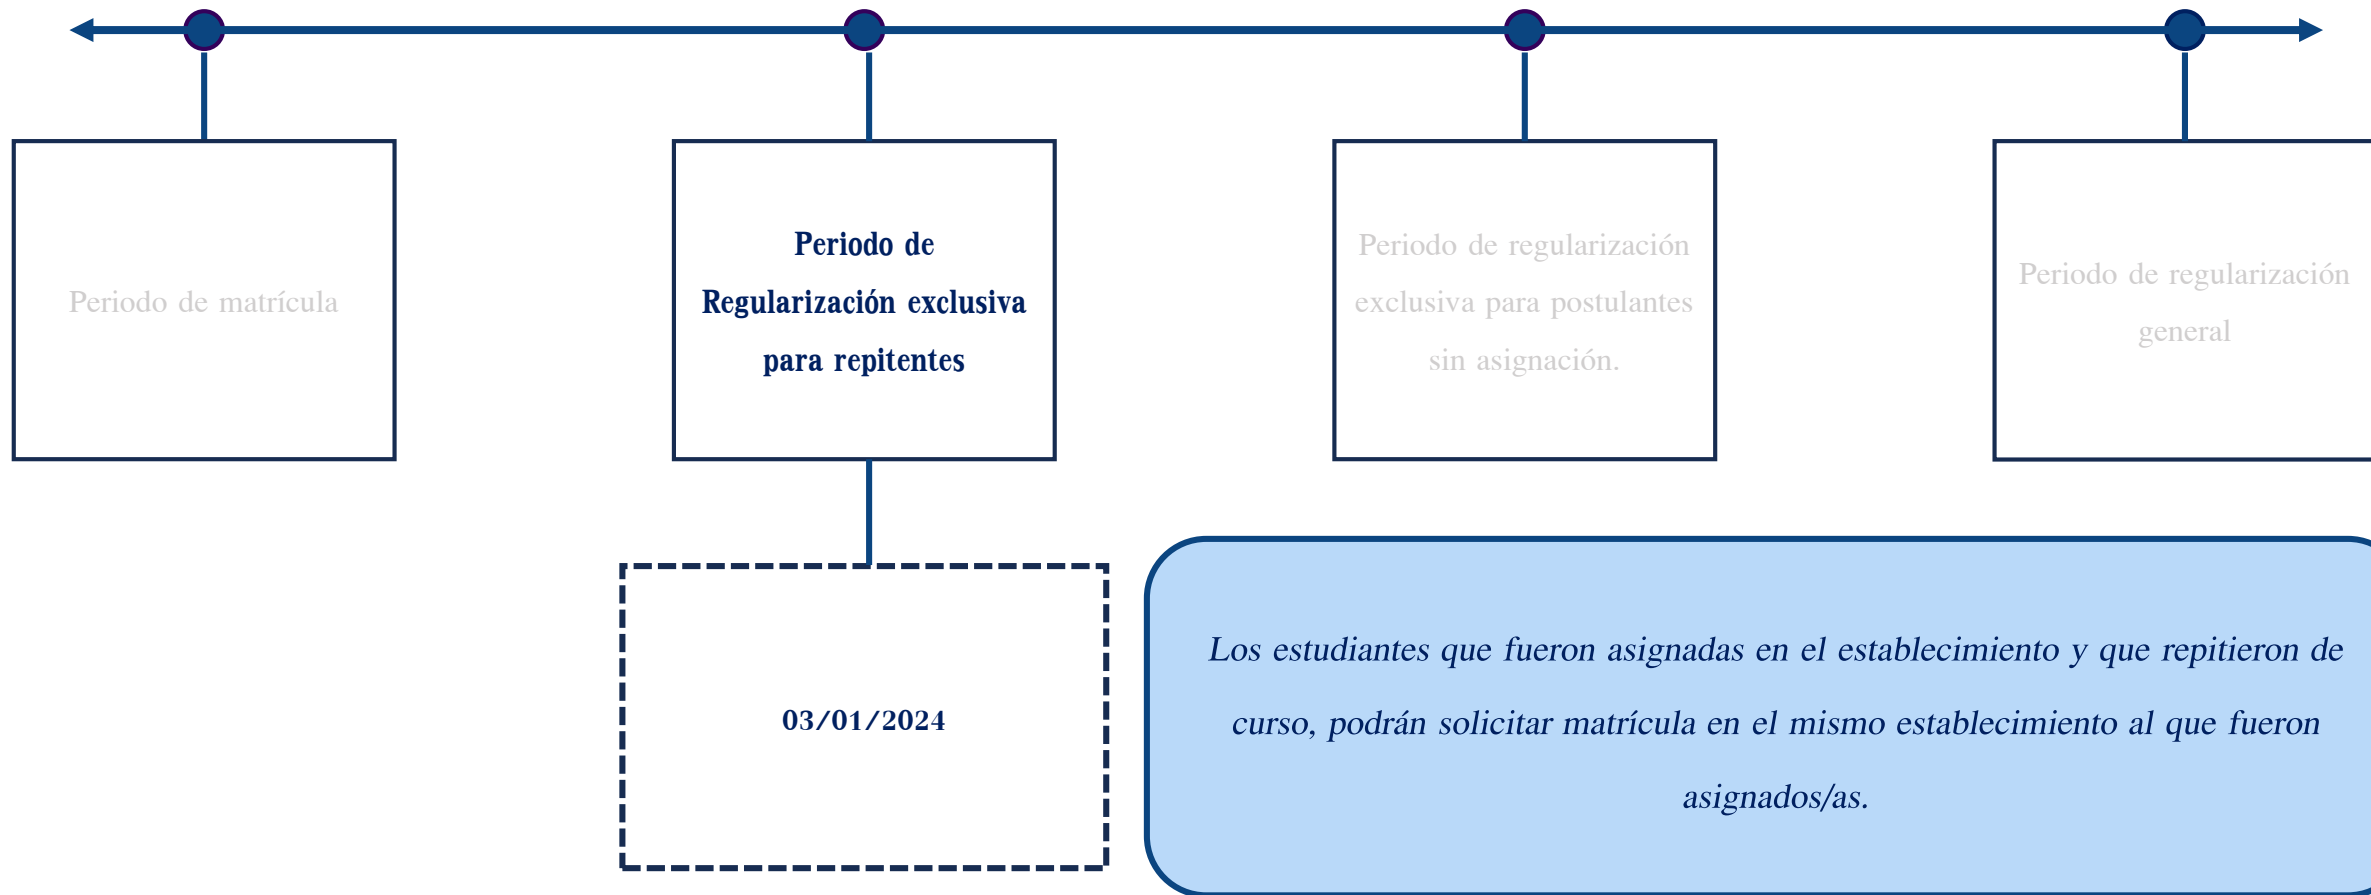 Periodo de matrícula
Periodo de
Regularización exclusiva
para repitentes
Periodo de regularización
exclusiva para postulantes
sin asignación.
Periodo de regularización
general
03/01/2024
Los estudiantes que fueron asignadas en el establecimiento y que repitieron de
curso, podrán solicitar matrícula en el mismo establecimiento al que fueron
asignados/as.